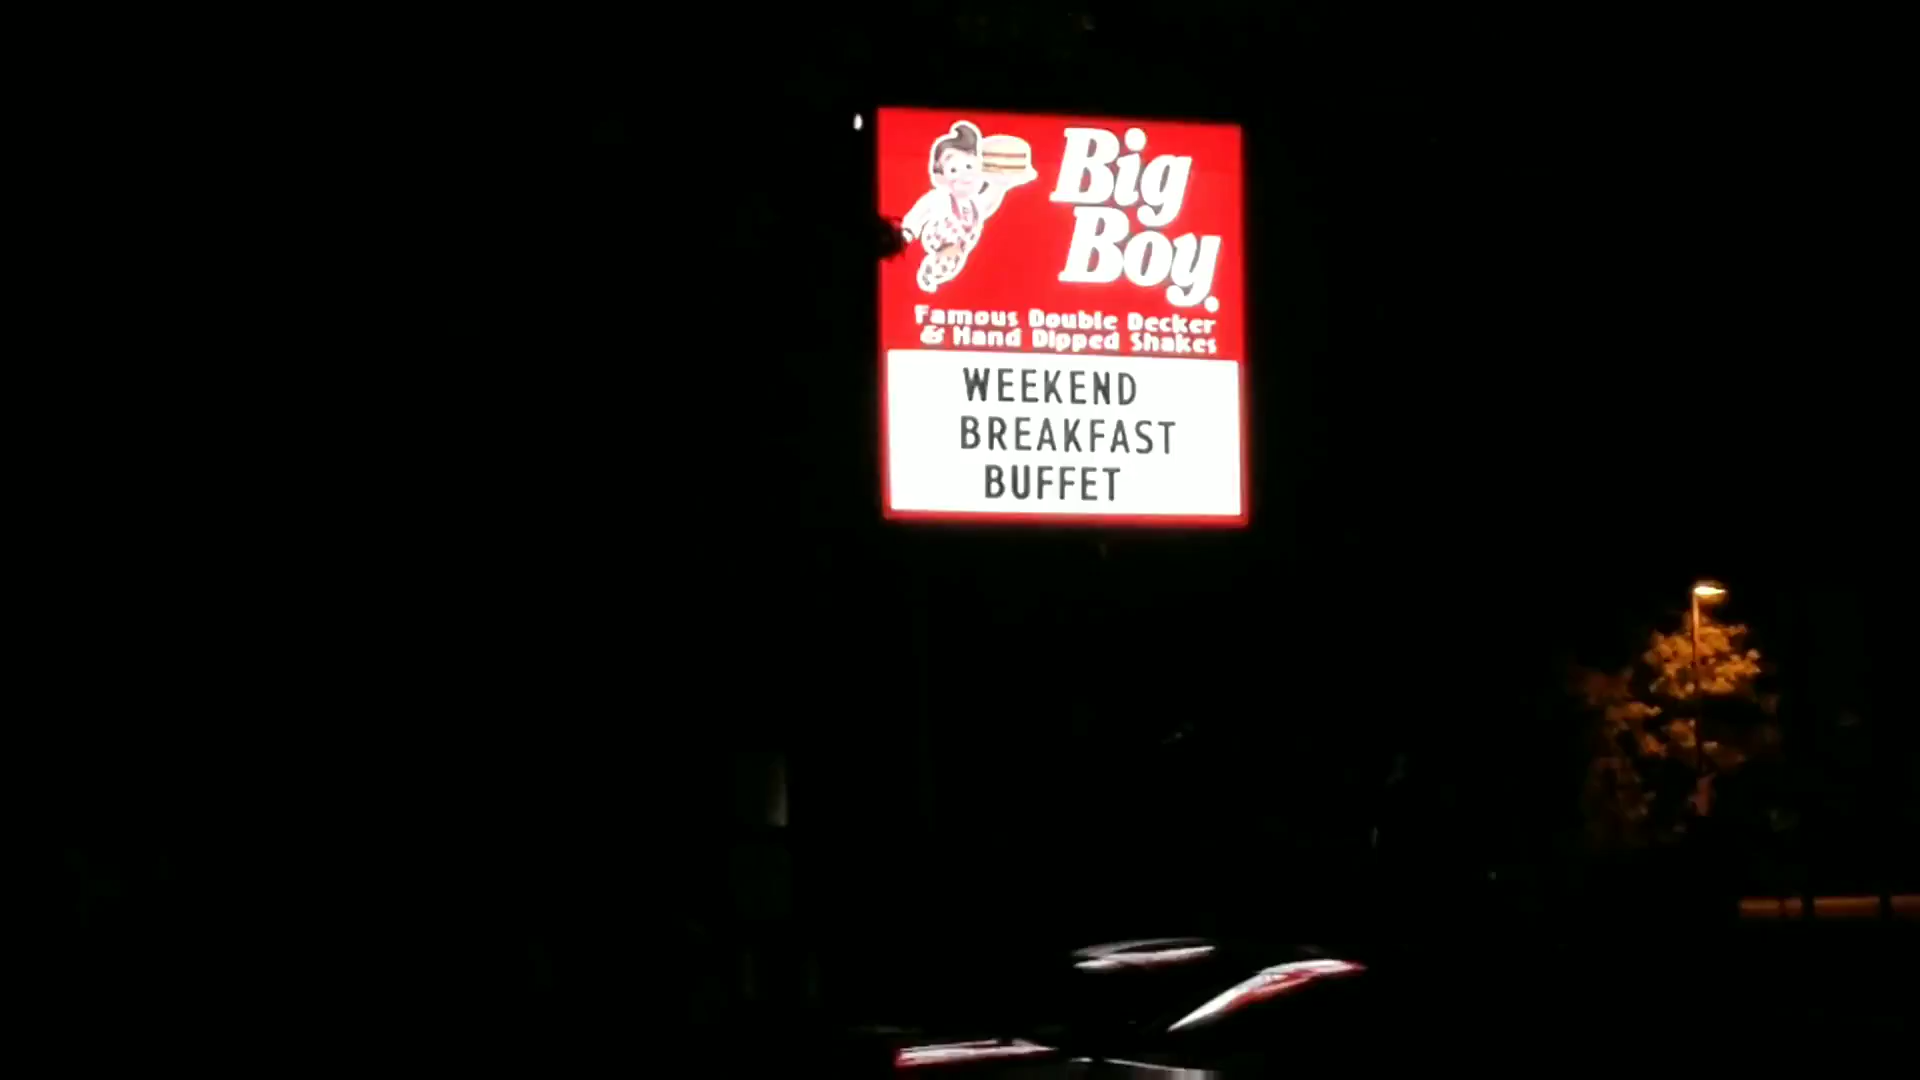 Big
Boy
Famous Double Decker
& Hand Dipped Shakes
WEEKEND
BREAKFAST
BUFFET